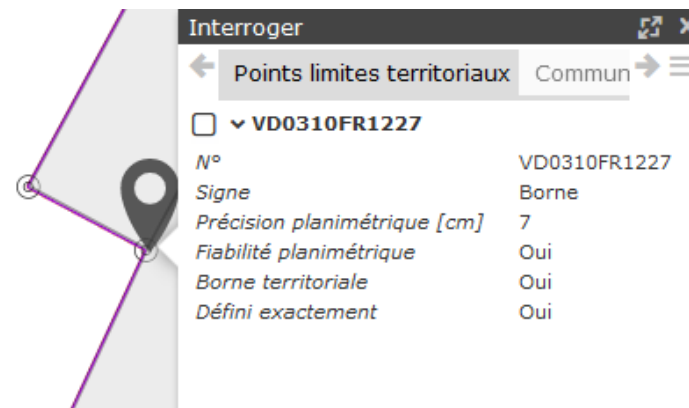 Interroger
Points limites territoriaux Commun
VD0310FR1227
N° VD0310FR1227
Signe Borne
Précision planimétrique [cm] 7
Fiabilité planimétrique Oui
Borne territoriale Oui
Défini exactement Oui